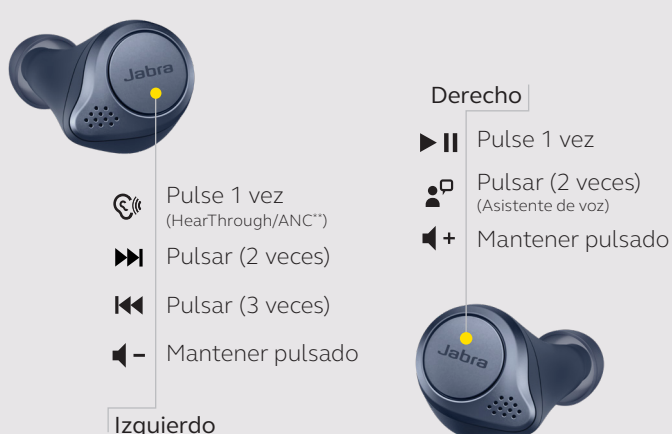 Jabra
Pulse 1 vez
(HearThrough/ANC**)
Pulsar (2 veces)
Pulsar (3 veces)
Mantener pulsado
Izquierdo
Derecho
Pulse 1 vez
Pulsar (2 veces)
(Asistente de voz)
Mantener pulsado
Jabra